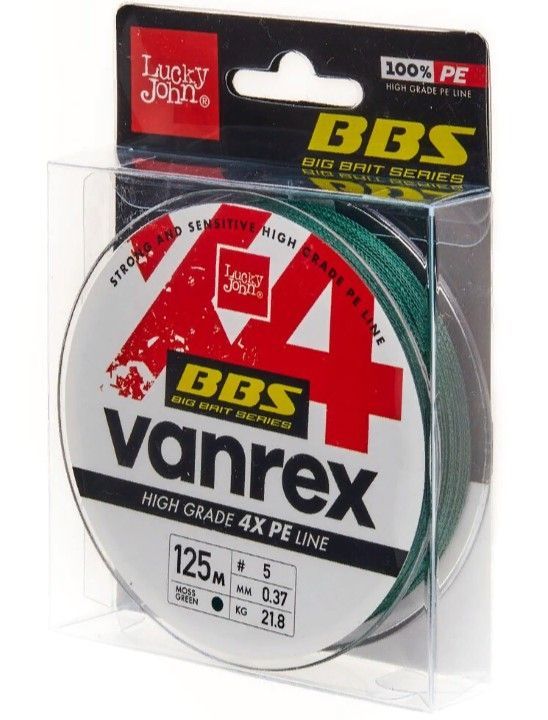 Lucky
John®
100% PE
HIGH GRADE PE LINE
BBS
BIG BAIT SERIES
STRONG AND SENSITIVE HIGH GRADE PE LINE
X4
Lucky
John®
BBS
BIG BAIT SERIES
vanrex
HIGH GRADE 4X PE LINE
125м
MOSS
GREEN
# 5
MM 0.37
KG 21.8